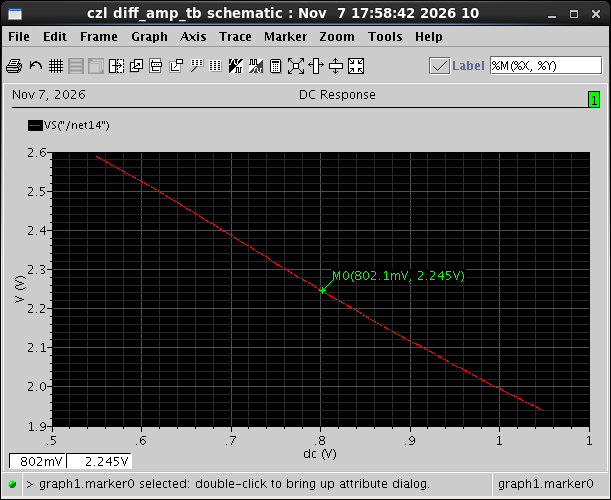 czl diff_amp_tb schematic : Nov  7 17:58:42 2026 10
File Edit Frame Graph Axis Trace Marker Zoom Tools Help
Label %M(%X, %Y)
Nov 7, 2026 DC Response 1
VS("/net14")
2.6
2.5
2.4
2.3
2.2
2.1
2.0
1.9
V (V)
M0(802.1mV, 2.245V)
.5 .6 .7 .8 .9 1 1
dc (V)
802mV 2.245V
> graph1.marker0 selected: double-click to bring up attribute dialog. graph1.marker0